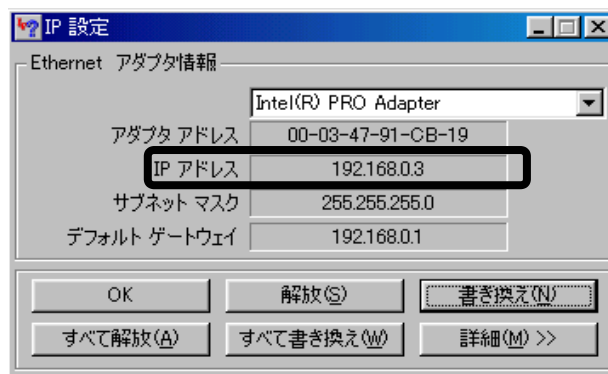 IP 設定
Ethernet アダプタ情報
Intel(R) PRO Adapter
アダプタ アドレス 00-03-47-91-CB-19
IP アドレス 192.168.0.3
サブネット マスク 255.255.255.0
デフォルト ゲートウェイ 192.168.0.1
OK 解放(S) 書き換え(N)
すべて解放(A) すべて書き換え(W) 詳細(M) >>